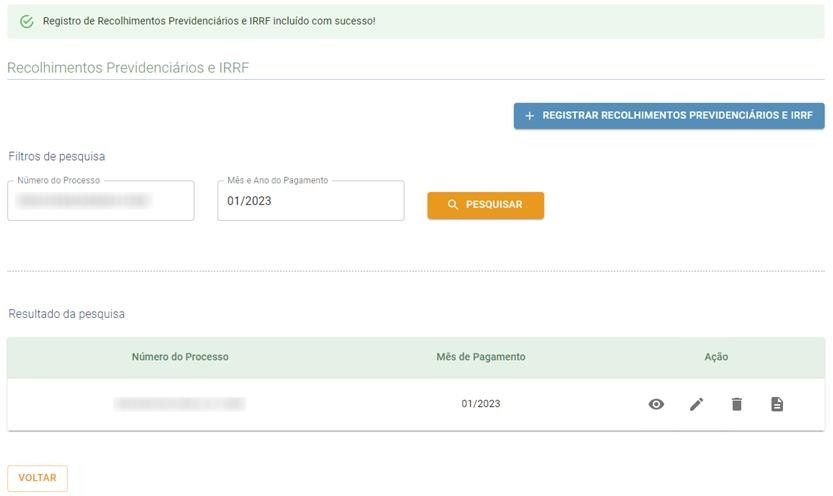 Registro de Recolhimentos Previdenciários e IRRF incluído com sucesso!
Recolhimentos Previdenciários e IRRF
+ REGISTRAR RECOLHIMENTOS PREVIDENCIÁRIOS E IRRF
Filtros de pesquisa
Número do Processo
Mês e Ano do Pagamento
01/2023
PESQUISAR
Resultado da pesquisa
Número do Processo Mês de Pagamento Ação
01/2023
VOLTAR